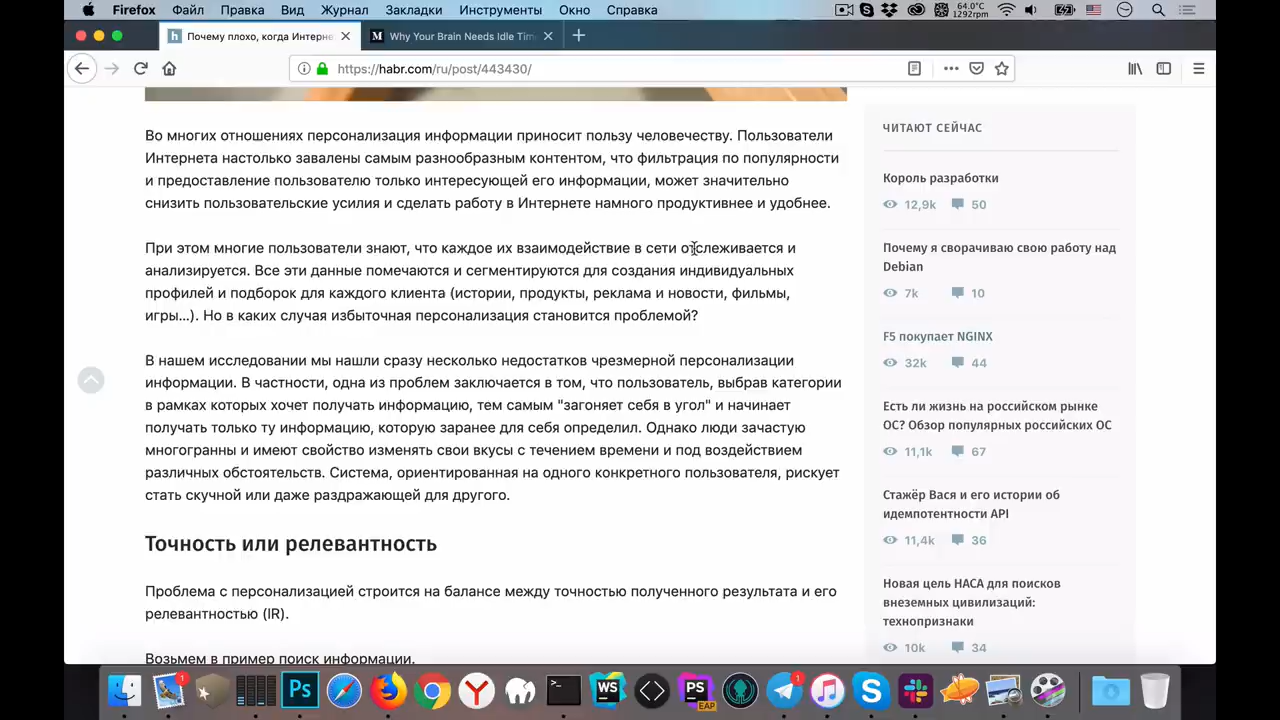 Firefox Файл Правка Вид Журнал Закладки Инструменты Окно Справка
64.0°C
1292rpm
Почему плохо, когда Интерне
Why Your Brain Needs Idle Tim
https://habr.com/ru/post/443430/
Во многих отношениях персонализация информации приносит пользу человечеству. Пользователи
Интернета настолько завалены самым разнообразным контентом, что фильтрация по популярности
и предоставление пользователю только интересующей его информации, может значительно
снизить пользовательские усилия и сделать работу в Интернете намного продуктивнее и удобнее.
При этом многие пользователи знают, что каждое их взаимодействие в сети отслеживается и
анализируется. Все эти данные помечаются и сегментируются для создания индивидуальных
профилей и подборок для каждого клиента (истории, продукты, реклама и новости, фильмы,
игры...). Но в каких случая избыточная персонализация становится проблемой?
В нашем исследовании мы нашли сразу несколько недостатков чрезмерной персонализации
информации. В частности, одна из проблем заключается в том, что пользователь, выбрав категории
в рамках которых хочет получать информацию, тем самым "загоняет себя в угол" и начинает
получать только ту информацию, которую заранее для себя определил. Однако люди зачастую
многогранны и имеют свойство изменять свои вкусы с течением времени и под воздействием
различных обстоятельств. Система, ориентированная на одного конкретного пользователя, рискует
стать скучной или даже раздражающей для другого.
Точность или релевантность
Проблема с персонализацией строится на балансе между точностью полученного результата и его
релевантностью (IR).
Возьмем в пример поиск информации.
ЧИТАЮТ СЕЙЧАС
Король разработки
12,9k 50
Почему я сворачиваю свою работу над
Debian
7k 10
F5 покупает NGINX
32k 44
Есть ли жизнь на российском рынке
ОС? Обзор популярных российских ОС
11,1k 67
Стажёр Вася и его истории об
идемпотентности API
11,4k 36
Новая цель НАСА для поисков
внеземных цивилизаций:
технопризнаки
10k 34
1 Ps WS PS EAP 1